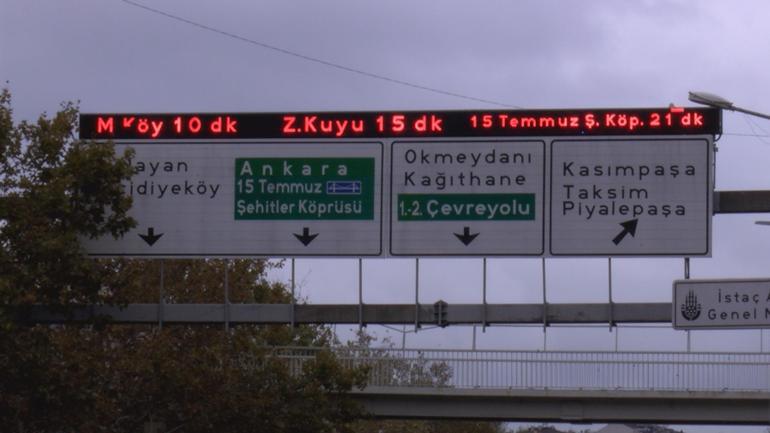 M.Köy 10 dk Z.Kuyu 15 dk 15 Temmuz Ş. Köp. 21 dk
Ankara
15 Temmuz
Şehitler Köprüsü
Okmeydanı
Kağıthane
1.-2. Çevreyolu
Kasımpaşa
Taksim
Piyalepaşa
İstaç
Genel